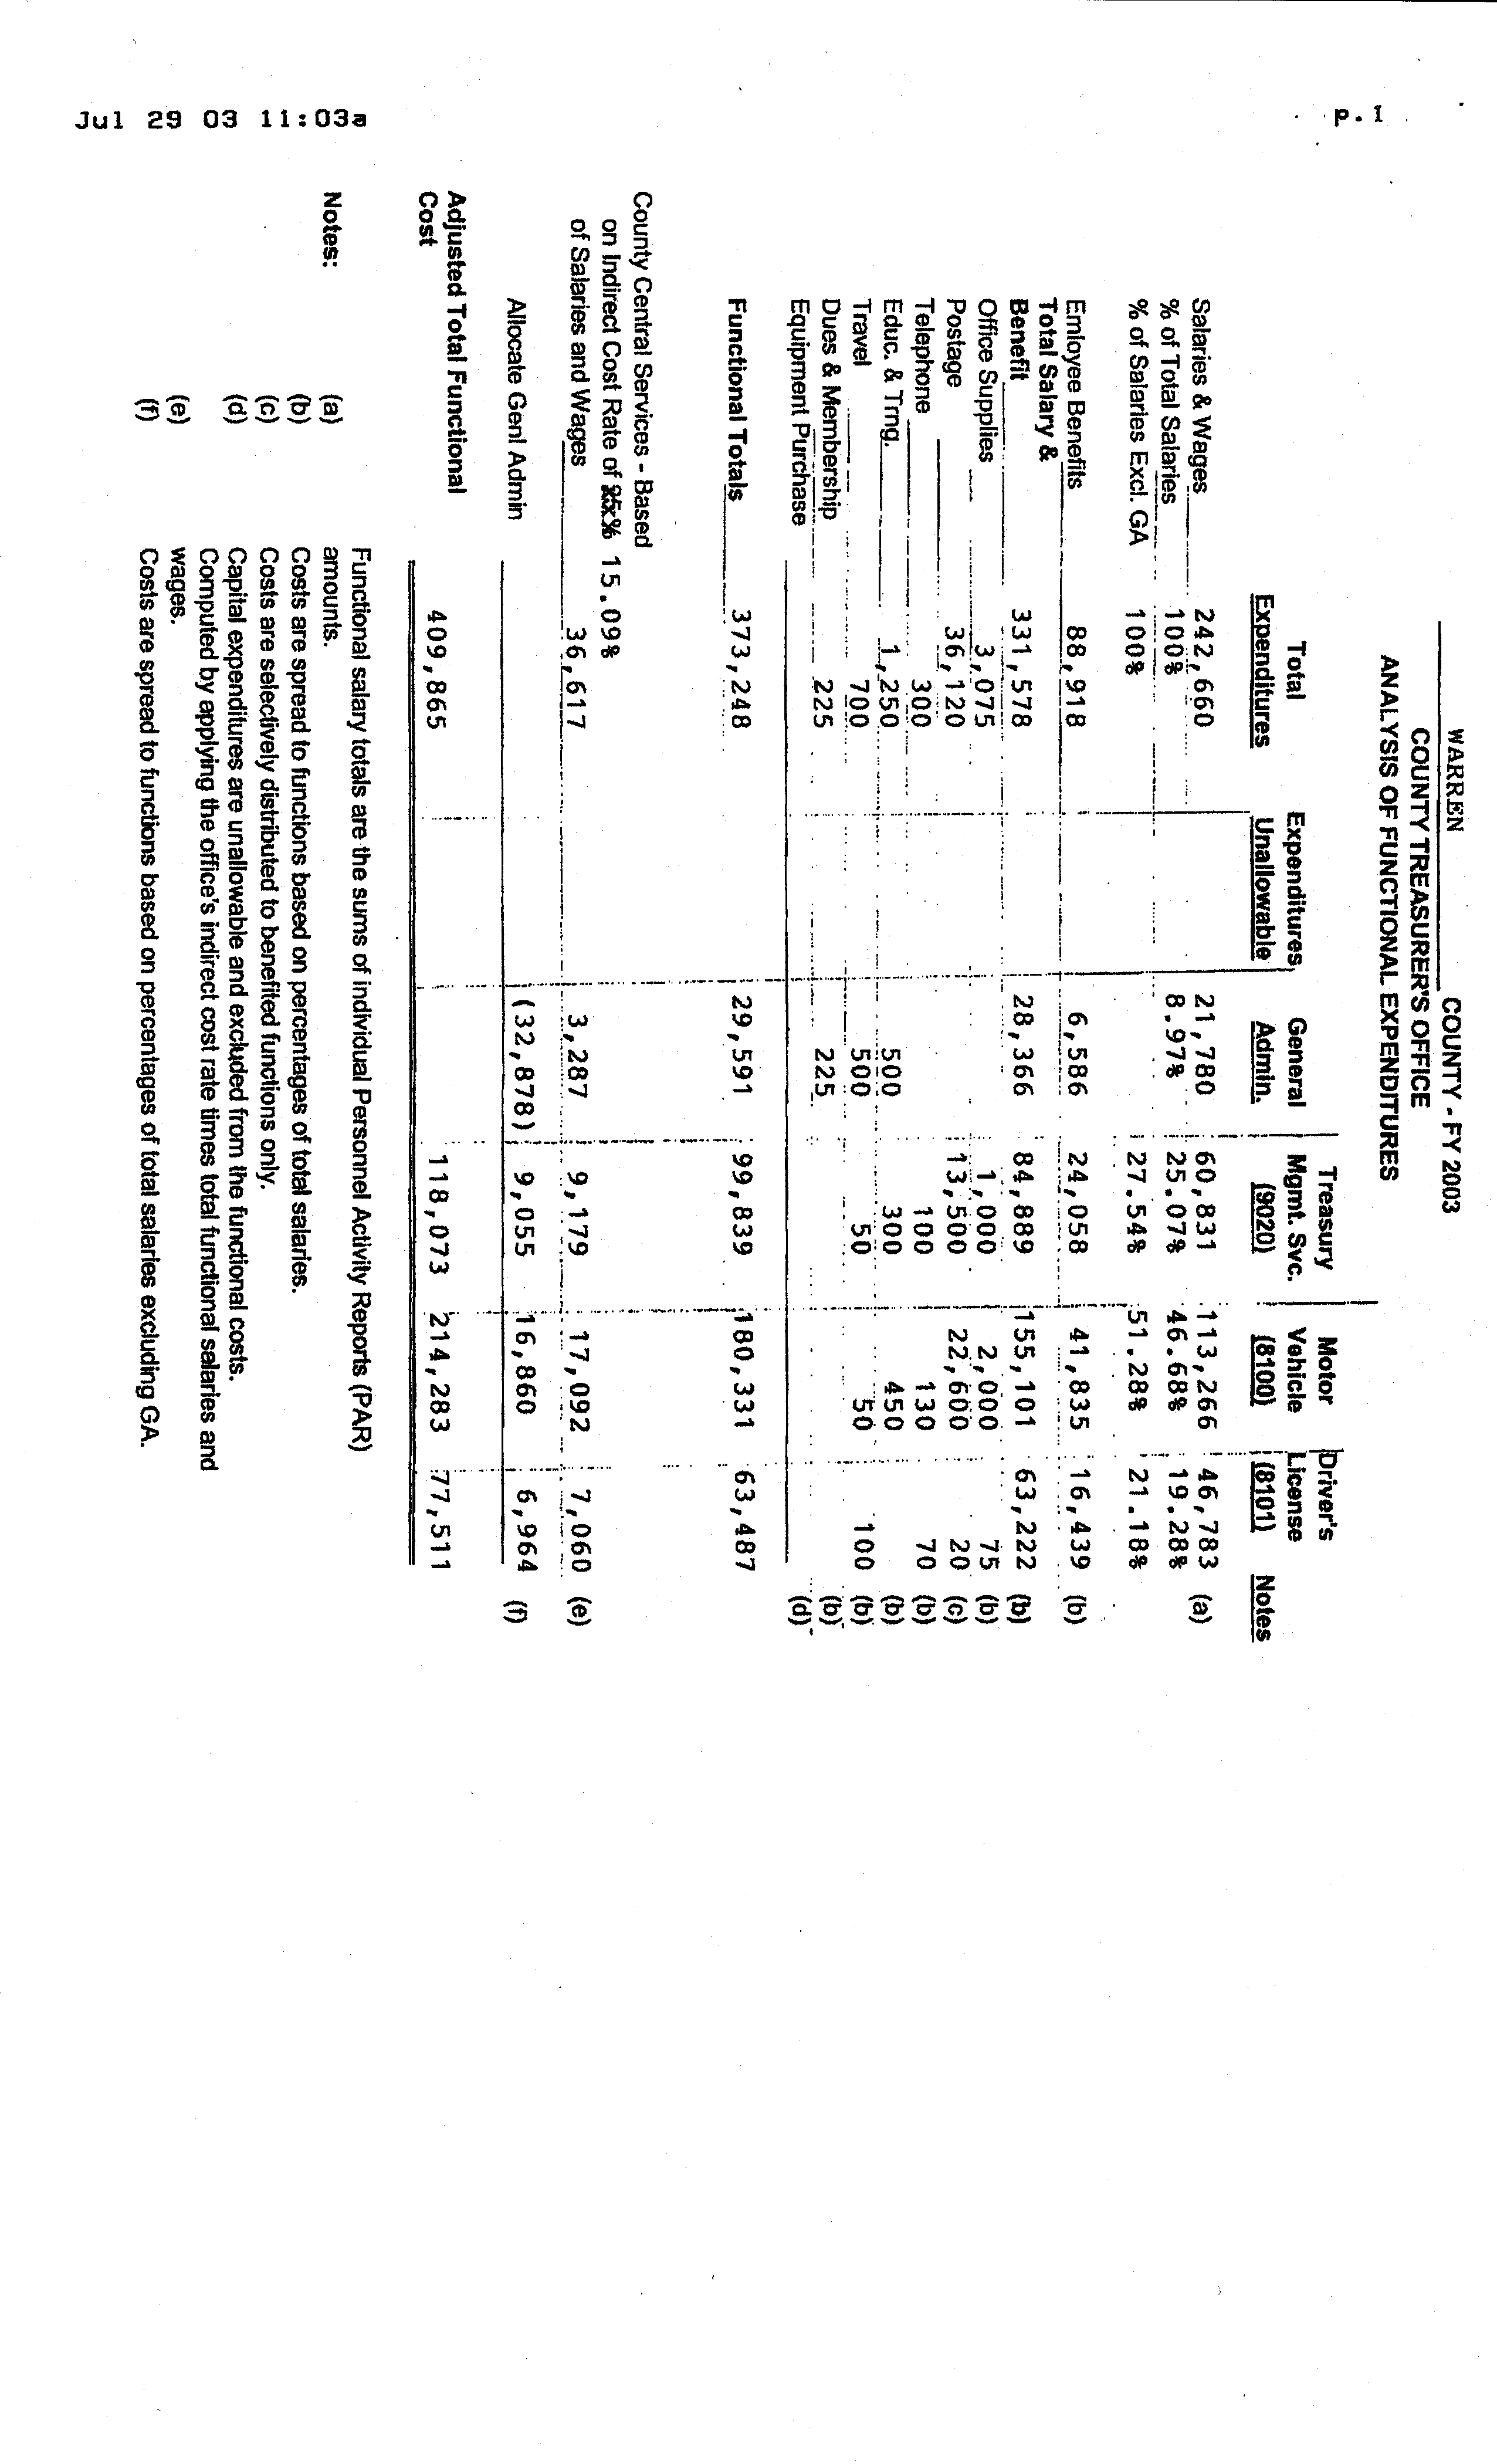 Jul 29 03 11:03a p.1
WARREN COUNTY - FY 2003
COUNTY TREASURER'S OFFICE
ANALYSIS OF FUNCTIONAL EXPENDITURES
Treasury Motor Driver's
Total Expenditures General Mgmt. Svc. Vehicle License
Expenditures Unallowable Admin. (9020) (8100) (8101) Notes
Salaries & Wages 242,660 21,780 60,831 113,266 46,783 (a)
% of Total Salaries 100% 8.97% 25.07% 46.68% 19.28%
% of Salaries Excl. GA 100% 27.54% 51.28% 21.18%
Emloyee Benefits 88,918 6,586 24,058 41,835 16,439 (b)
Total Salary &
Benefit 331,578 28,366 84,889 155,101 63,222 (b)
Office Supplies 3,075 1,000 2,000 75 (b)
Postage 36,120 13,500 22,600 20 (c)
Telephone 300 100 130 70 (b)
Educ. & Trng. 1,250 500 300 450 (b)
Travel 700 500 50 50 100 (b)
Dues & Membership 225 225 (b)
Equipment Purchase (d)
Functional Totals 373,248 29,591 99,839 180,331 63,487
County Central Services - Based
on Indirect Cost Rate of % 15.09%
of Salaries and Wages 36,617 3,287 9,179 17,092 7,060 (e)
Allocate Genl Admin (32,878) 9,055 16,860 6,964 (f)
Adjusted Total Functional
Cost 409,865 118,073 214,283 77,511
Functional salary totals are the sums of individual Personnel Activity Reports (PAR)
Notes: (a) amounts.
(b) Costs are spread to functions based on percentages of total salaries.
(c) Costs are selectively distributed to benefited functions only.
(d) Capital expenditures are unallowable and excluded from the functional costs.
Computed by applying the office's indirect cost rate times total functional salaries and
(e) wages.
(f) Costs are spread to functions based on percentages of total salaries excluding GA.